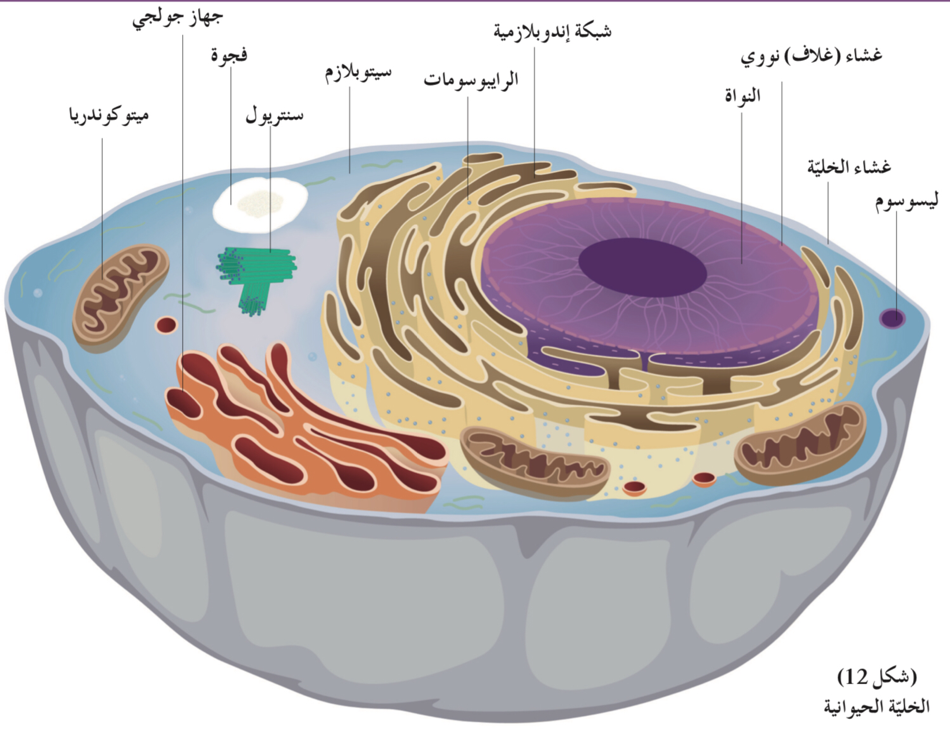 جهاز جولجي
شبكة إندوبلازمية
فجوة
غشاء (غلاف) نووي
سيتوبلازم
الرايبوسومات
النواة
ميتوكوندريا
سنتريول
غشاء الخليّة
ليسوسوم
(شكل 12)
الخليّة الحيوانية